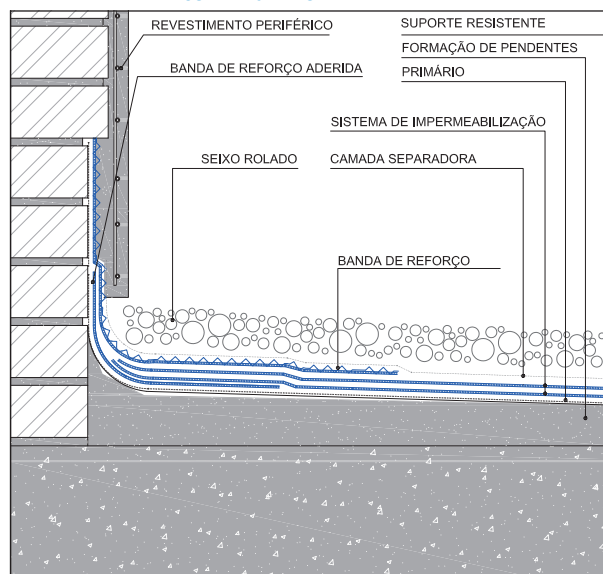 REVESTIMENTO PERIFÉRICO
SUPORTE RESISTENTE
FORMAÇÃO DE PENDENTES
BANDA DE REFORÇO ADERIDA
PRIMÁRIO
SISTEMA DE IMPERMEABILIZAÇÃO
SEIXO ROLADO
CAMADA SEPARADORA
BANDA DE REFORÇO